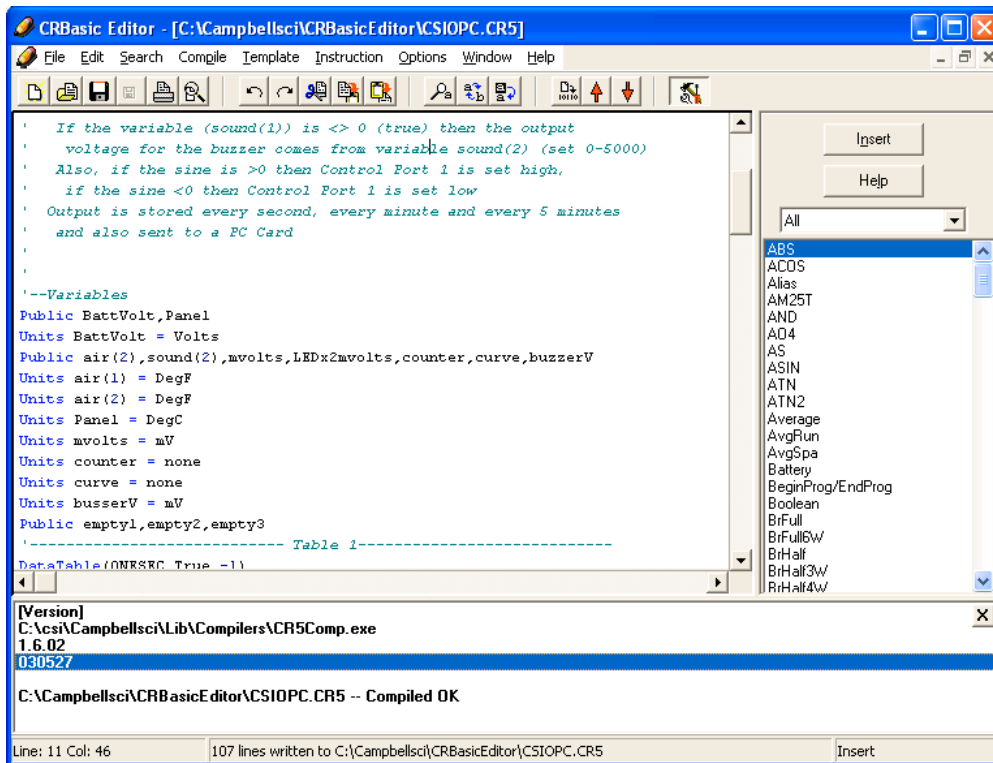 CRBasic Editor - [C:\Campbellsci\CRBasicEditor\CSIOPC.CR5]
File Edit Search Compile Template Instruction Options Window Help
' If the variable (sound(1)) is <> 0 (true) then the output
' voltage for the buzzer comes from variable sound(2) (set 0-5000)
' Also, if the sine is >0 then Control Port 1 is set high,
' if the sine <0 then Control Port 1 is set low
' Output is stored every second, every minute and every 5 minutes
' and also sent to a PC Card
'
'
'--Variables
Public BattVolt,Panel
Units BattVolt = Volts
Public air(2),sound(2),mvolts,LEDx2mvolts,counter,curve,buzzerV
Units air(1) = DegF
Units air(2) = DegF
Units Panel = DegC
Units mvolts = mV
Units counter = none
Units curve = none
Units busserV = mV
Public empty1,empty2,empty3
'---------------------------- Table 1----------------------------
DataTable(ONESEC,True,-1)
Insert
Help
All
ABS
ACOS
Alias
AM25T
AND
AO4
AS
ASIN
ATN
ATN2
Average
AvgRun
AvgSpa
Battery
BeginProg/EndProg
Boolean
BrFull
BrFull6W
BrHalf
BrHalf3W
BrHalf4W
[Version]
C:\csi\Campbellsci\Lib\Compilers\CR5Comp.exe
1.6.02
030527
C:\Campbellsci\CRBasicEditor\CSIOPC.CR5 -- Compiled OK
Line: 11 Col: 46 107 lines written to C:\Campbellsci\CRBasicEditor\CSIOPC.CR5 Insert